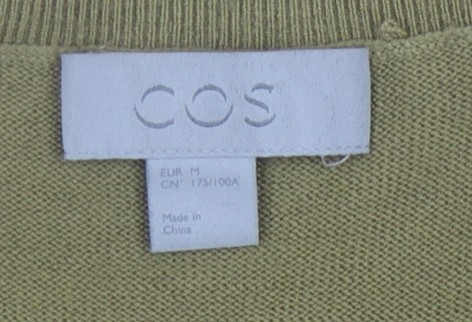 COS
EUR M
CN* 175/100A
Made in
China